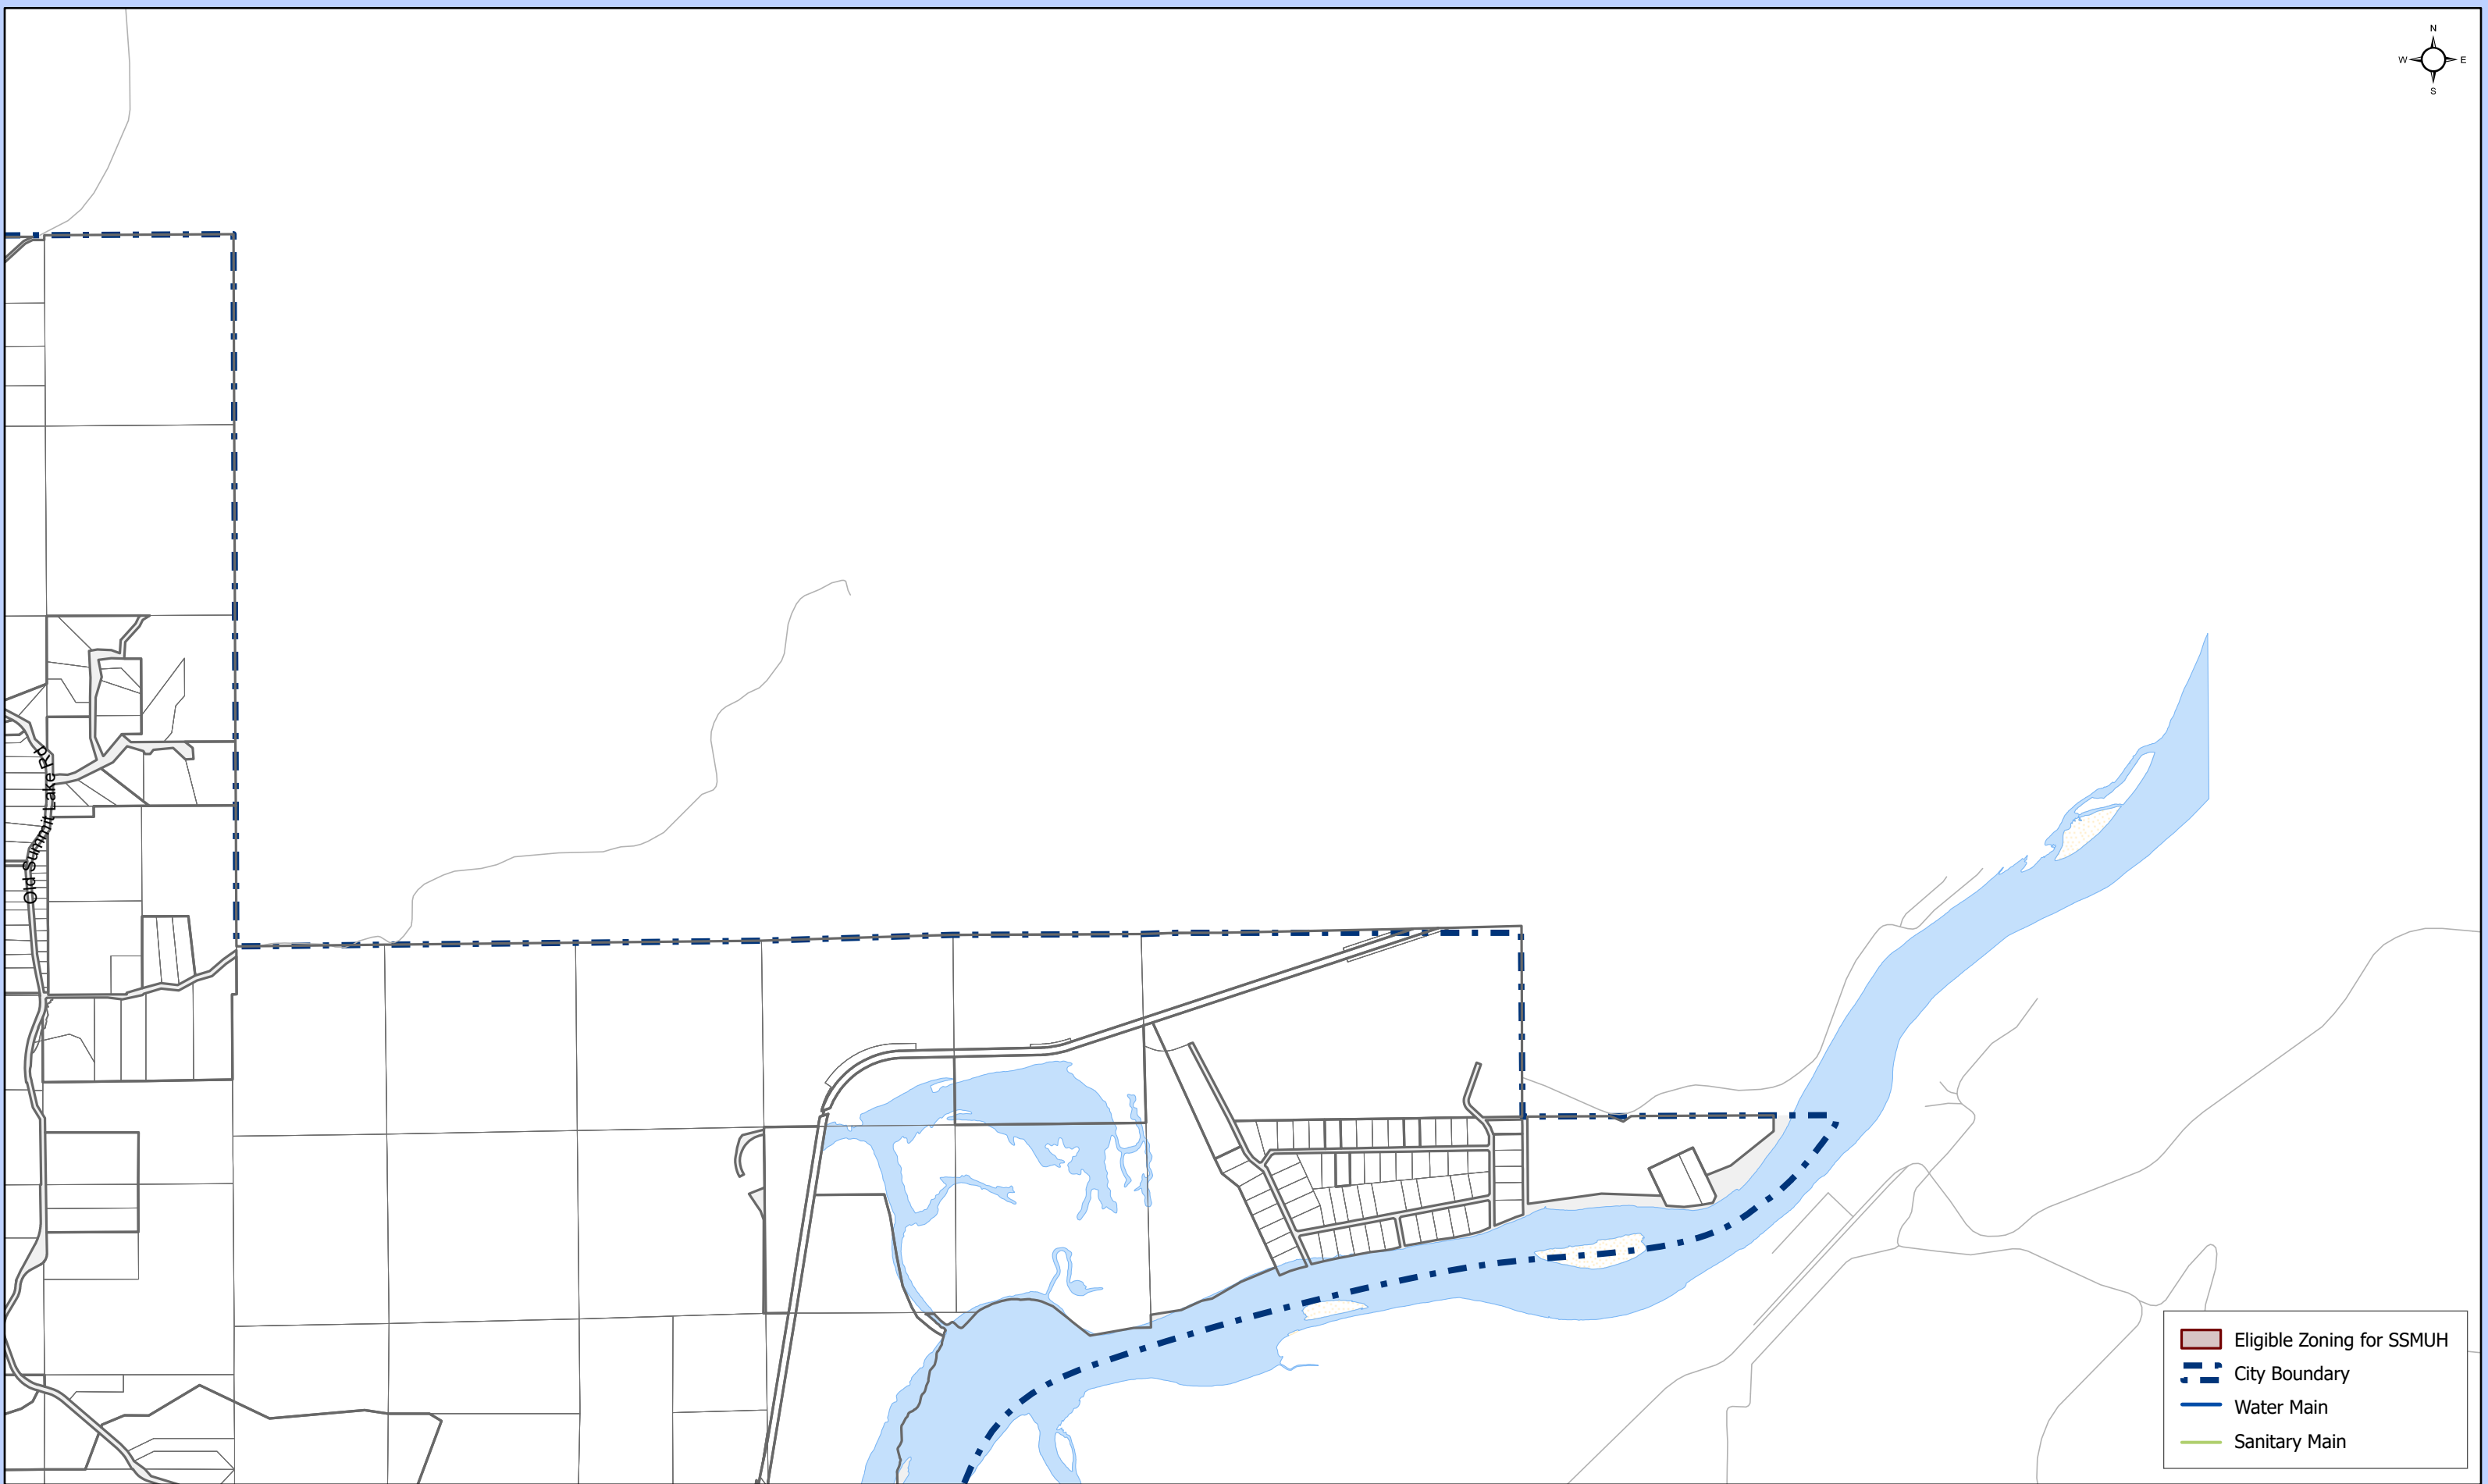 N
W E
S
Old Summit Lake Rd
Eligible Zoning for SSMUH
City Boundary
Water Main
Sanitary Main